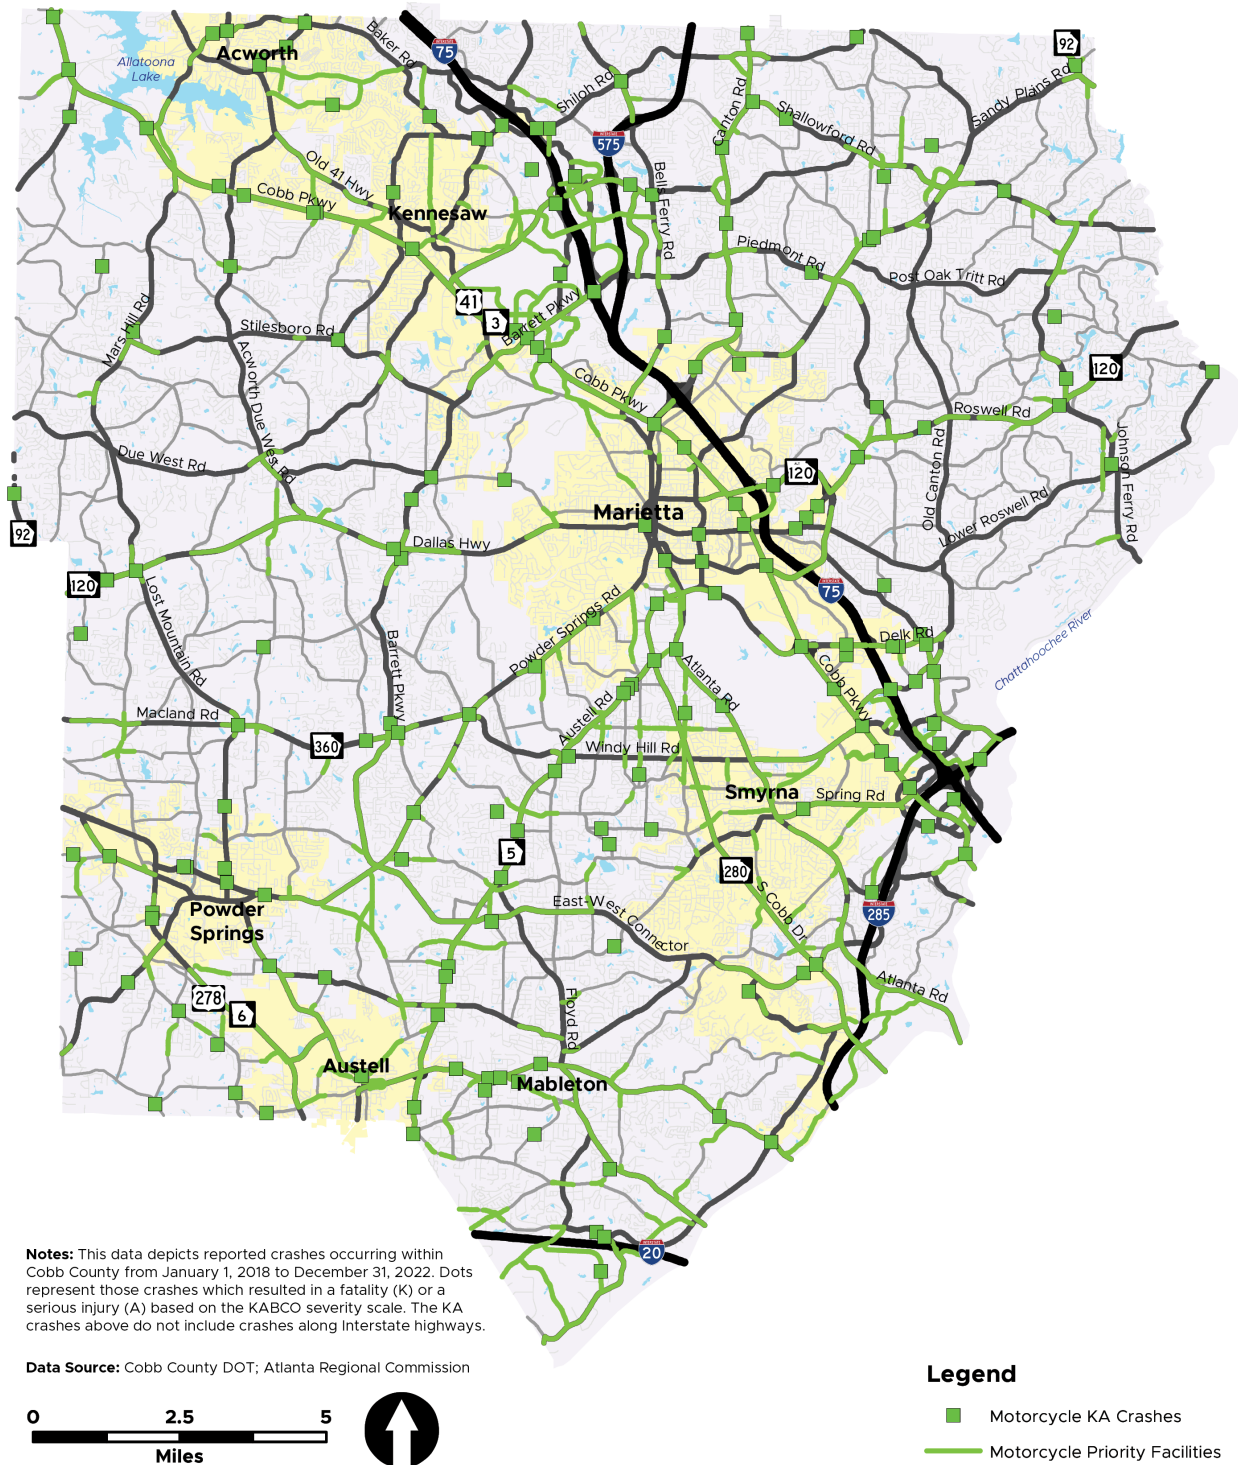 Acworth
Allatoona
Lake
Baker Rd
75
Shiloh Rd
575
Canton Rd
Shallowford Rd
Sandy Plains Rd
92
Old 41 Hwy
Cobb Pkwy
Kennesaw
Bells Ferry Rd
Piedmont Rd
Post Oak Tritt Rd
41
3
Barrett Pkwy
Mars Hill Rd
Stilesboro Rd
Acworth Due West Rd
Cobb Pkwy
120
Roswell Rd
Due West Rd
120
Old Canton Rd
Johnson Ferry Rd
Lower Roswell Rd
92
Marietta
Dallas Hwy
120
Lost Mountain Rd
75
Powder Springs Rd
Delk Rd
Chattahoochee River
Barrett Pkwy
Atlanta Rd
Cobb Pkwy
Austell Rd
Macland Rd
360
Windy Hill Rd
Smyrna
Spring Rd
5
280
S Cobb Dr
285
East-West Connector
Powder
Springs
278
6
Floyd Rd
Atlanta Rd
Austell
Mableton
20
Notes: This data depicts reported crashes occurring within
Cobb County from January 1, 2018 to December 31, 2022. Dots
represent those crashes which resulted in a fatality (K) or a
serious injury (A) based on the KABCO severity scale. The KA
crashes above do not include crashes along Interstate highways.
Data Source: Cobb County DOT; Atlanta Regional Commission
0 2.5 5
Miles
Legend
Motorcycle KA Crashes
Motorcycle Priority Facilities